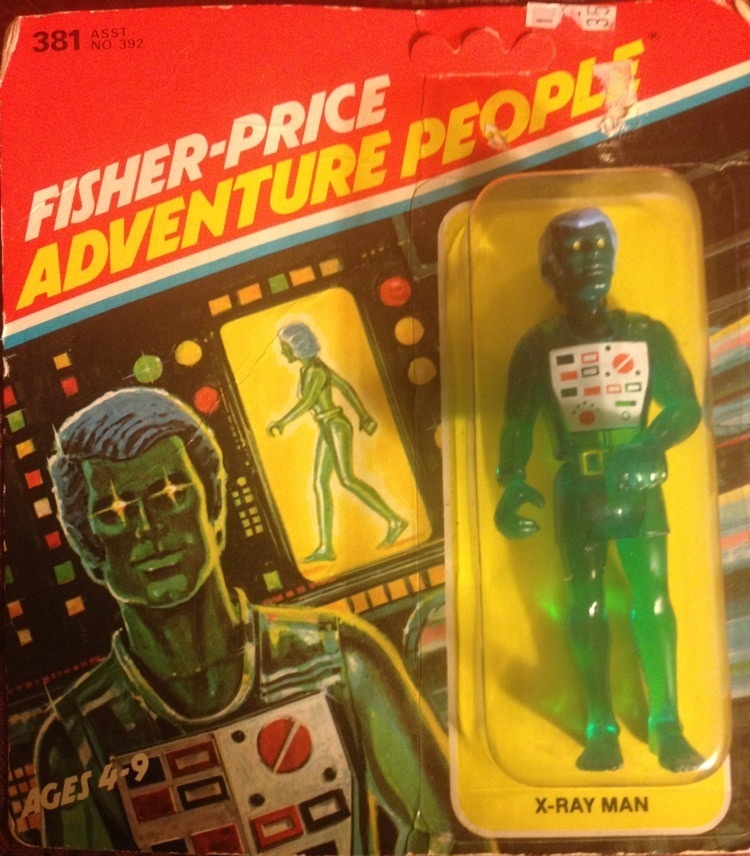 381 ASST
NO. 392
FISHER-PRICE
ADVENTURE PEOPLE
AGES 4-9
X-RAY MAN